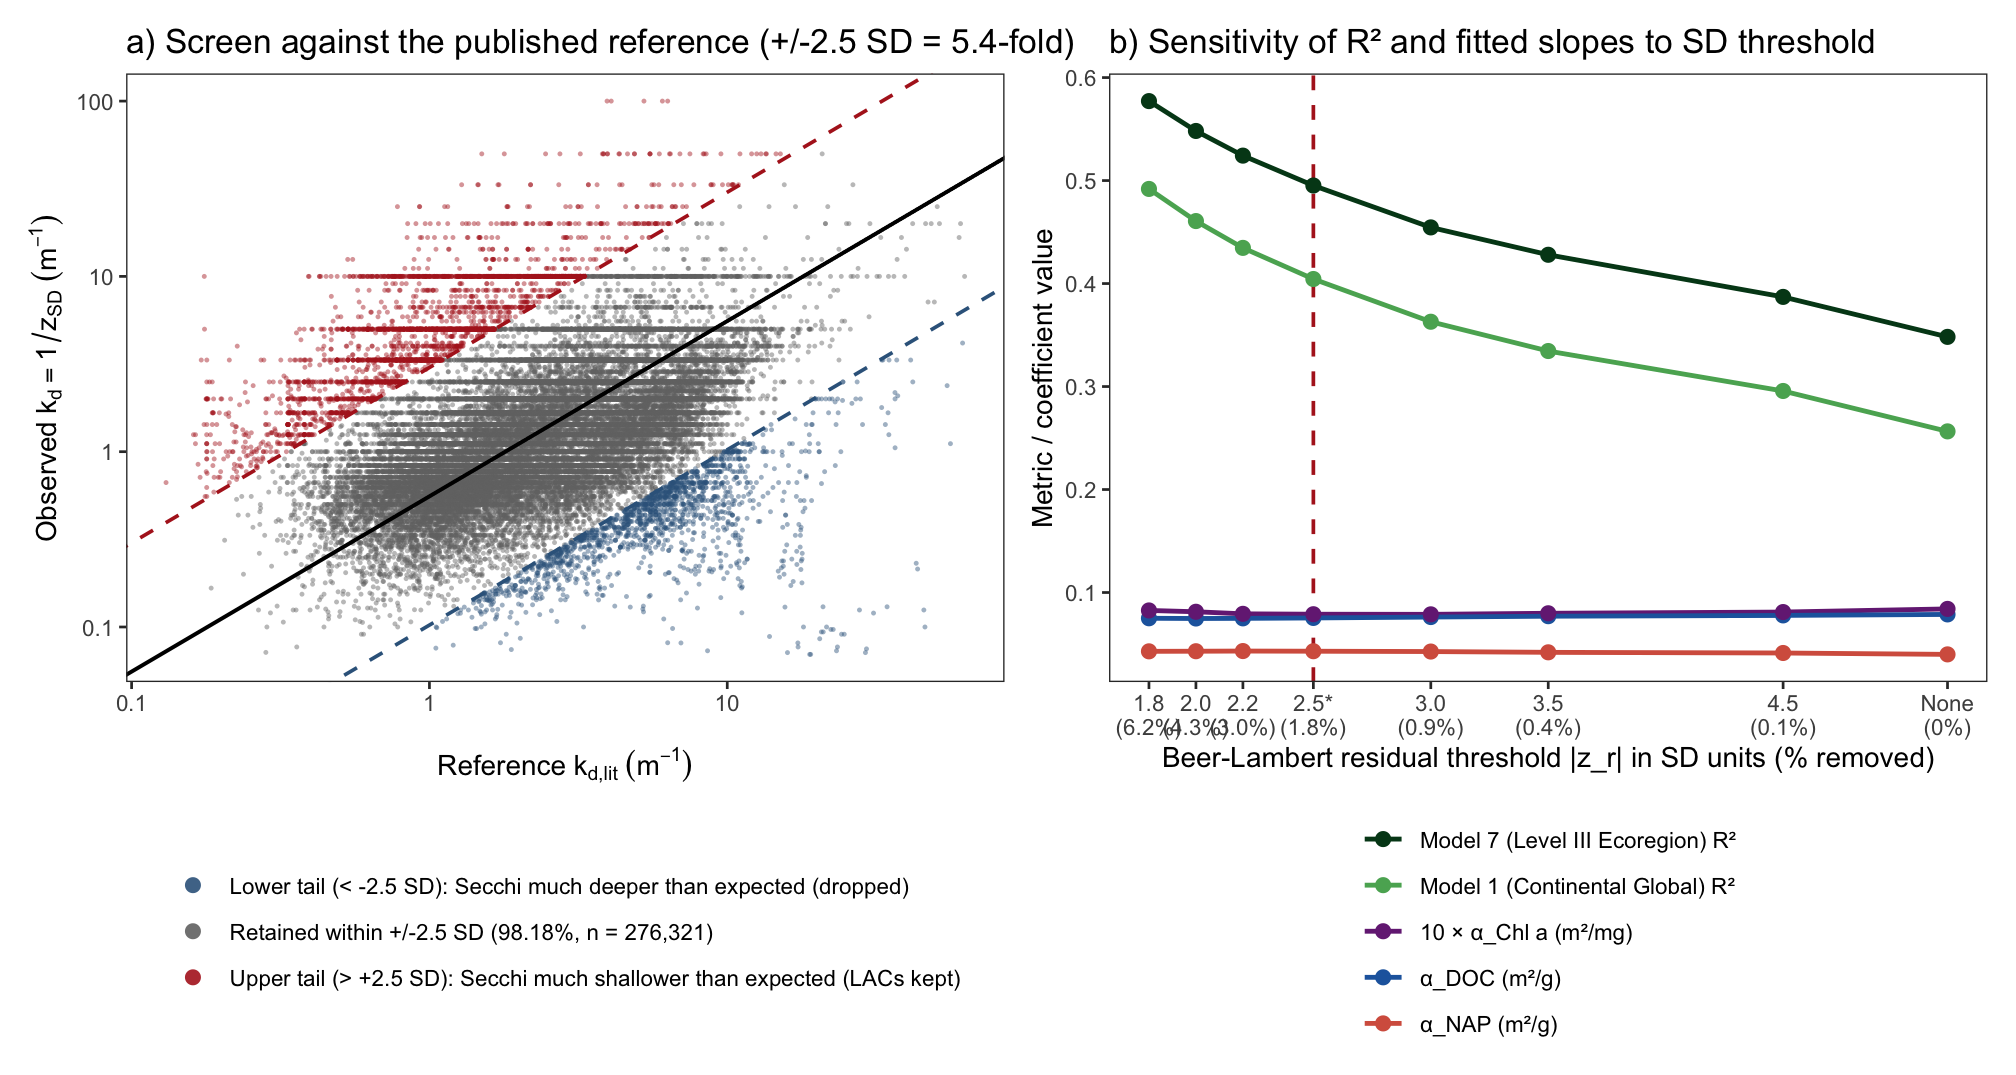 a) Screen against the published reference (+/-2.5 SD = 5.4-fold)
Observed k_d = 1/z_SD (m⁻¹)
100
10
1
0.1
0.1
1
10
Reference k_d,lit (m⁻¹)
Lower tail (< -2.5 SD): Secchi much deeper than expected (dropped)
Retained within +/-2.5 SD (98.18%, n = 276,321)
Upper tail (> +2.5 SD): Secchi much shallower than expected (LACs kept)
b) Sensitivity of R² and fitted slopes to SD threshold
Metric / coefficient value
0.6
0.5
0.4
0.3
0.2
0.1
1.8 2.0 2.2 2.5* 3.0 3.5 4.5 None
(6.2%) (4.3%) (3.0%) (1.8%) (0.9%) (0.4%) (0.1%) (0%)
Beer-Lambert residual threshold |z_r| in SD units (% removed)
Model 7 (Level III Ecoregion) R²
Model 1 (Continental Global) R²
10 × α_Chl a (m²/mg)
α_DOC (m²/g)
α_NAP (m²/g)